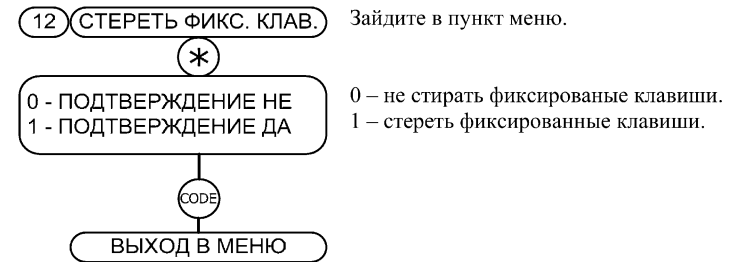 12 СТЕРЕТЬ ФИКС. КЛАВ. Зайдите в пункт меню.
*
0 - ПОДТВЕРЖДЕНИЕ НЕ 0 – не стирать фиксированые клавиши.
1 - ПОДТВЕРЖДЕНИЕ ДА 1 – стереть фиксированные клавиши.
CODE
ВЫХОД В МЕНЮ